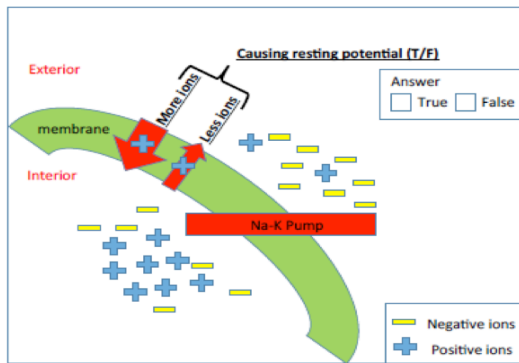 Causing resting potential (T/F)
Exterior
Answer
True False
More ions
Less ions
membrane
Interior
Na-K Pump
Negative ions
Positive ions